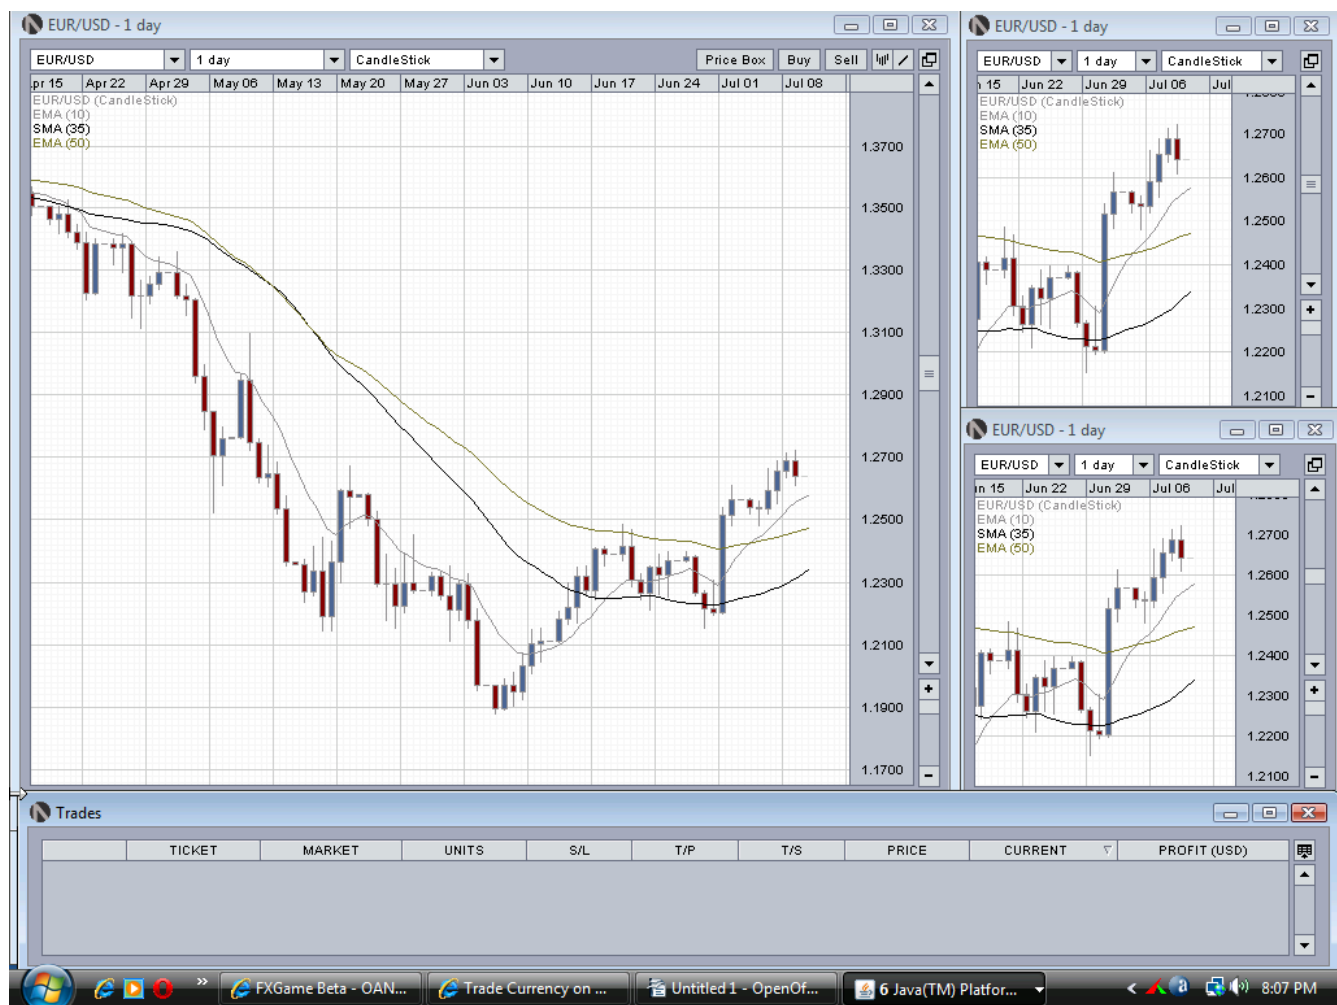 EUR/USD - 1 day
EUR/USD 1 day CandleStick Price Box Buy Sell
pr 15 Apr 22 Apr 29 May 06 May 13 May 20 May 27 Jun 03 Jun 10 Jun 17 Jun 24 Jul 01 Jul 08
EUR/USD (CandleStick)
EMA (10)
SMA (35)
EMA (50)
1.3700
1.3500
1.3300
1.3100
1.2900
1.2700
1.2500
1.2300
1.2100
1.1900
1.1700
EUR/USD - 1 day
EUR/USD 1 day CandleStick
15 Jun 22 Jun 29 Jul 06 Jul
EUR/USD (CandleStick)
EMA (10)
SMA (35)
EMA (50)
1.2700
1.2600
1.2500
1.2400
1.2300
1.2200
1.2100
EUR/USD - 1 day
EUR/USD 1 day CandleStick
n 15 Jun 22 Jun 29 Jul 06 Jul
EUR/USD (CandleStick)
EMA (10)
SMA (35)
EMA (50)
1.2700
1.2600
1.2500
1.2400
1.2300
1.2200
1.2100
Trades
TICKET MARKET UNITS S/L T/P T/S PRICE CURRENT PROFIT (USD)
FXGame Beta - OAN... Trade Currency on ... Untitled 1 - OpenOf... 6 Java(TM) Platfor... 8:07 PM